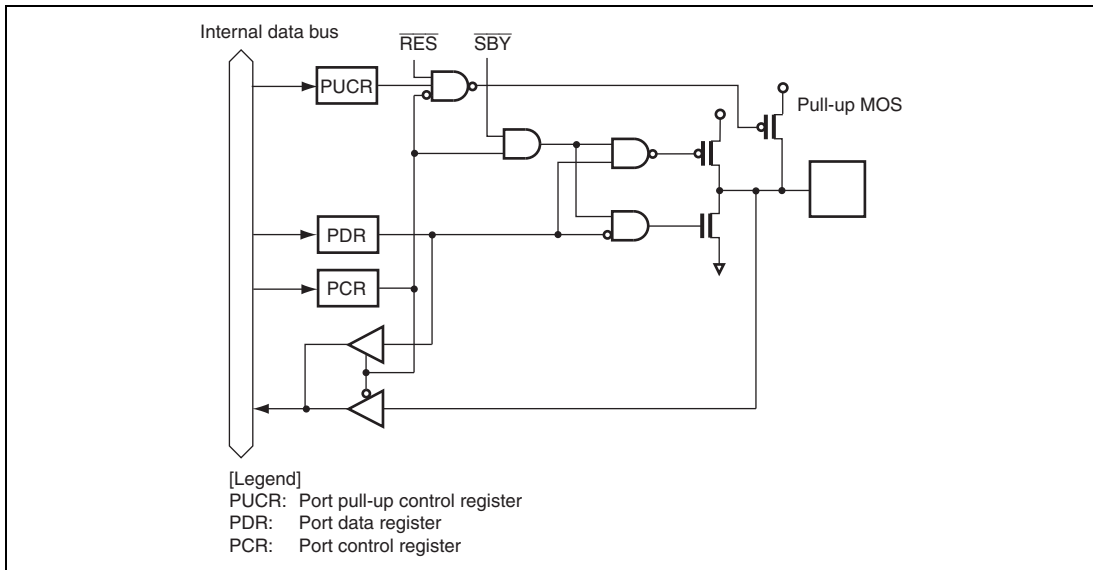 Internal data bus
RES
SBY
PUCR
Pull-up MOS
PDR
PCR
[Legend]
PUCR: Port pull-up control register
PDR: Port data register
PCR: Port control register